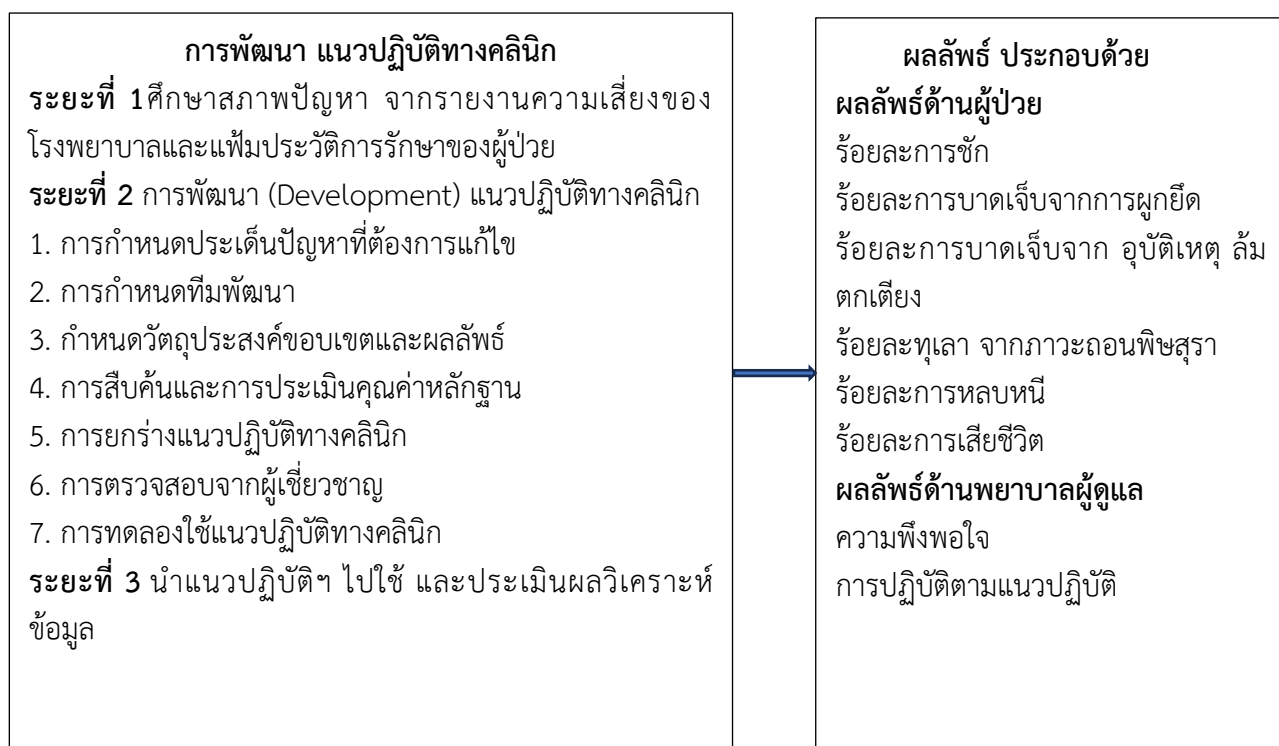 การพัฒนา แนวปฏิบัติทางคลินิก
ระยะที่ 1ศึกษาสภาพปัญหา จากรายงานความเสี่ยงของ
โรงพยาบาลและแฟ้มประวัติการรักษาของผู้ป่วย
ระยะที่ 2 การพัฒนา (Development) แนวปฏิบัติทางคลินิก
1. การกำหนดประเด็นปัญหาที่ต้องการแก้ไข
2. การกำหนดทีมพัฒนา
3. กำหนดวัตถุประสงค์ขอบเขตและผลลัพธ์
4. การสืบค้นและการประเมินคุณค่าหลักฐาน
5. การยกร่างแนวปฏิบัติทางคลินิก
6. การตรวจสอบจากผู้เชี่ยวชาญ
7. การทดลองใช้แนวปฏิบัติทางคลินิก
ระยะที่ 3 นำแนวปฏิบัติฯ ไปใช้ และประเมินผลวิเคราะห์
ข้อมูล
ผลลัพธ์ ประกอบด้วย
ผลลัพธ์ด้านผู้ป่วย
ร้อยละการชัก
ร้อยละการบาดเจ็บจากการผูกยึด
ร้อยละการบาดเจ็บจาก อุบัติเหตุ ล้ม
ตกเตียง
ร้อยละทุเลา จากภาวะถอนพิษสุรา
ร้อยละการหลบหนี
ร้อยละการเสียชีวิต
ผลลัพธ์ด้านพยาบาลผู้ดูแล
ความพึงพอใจ
การปฏิบัติตามแนวปฏิบัติ